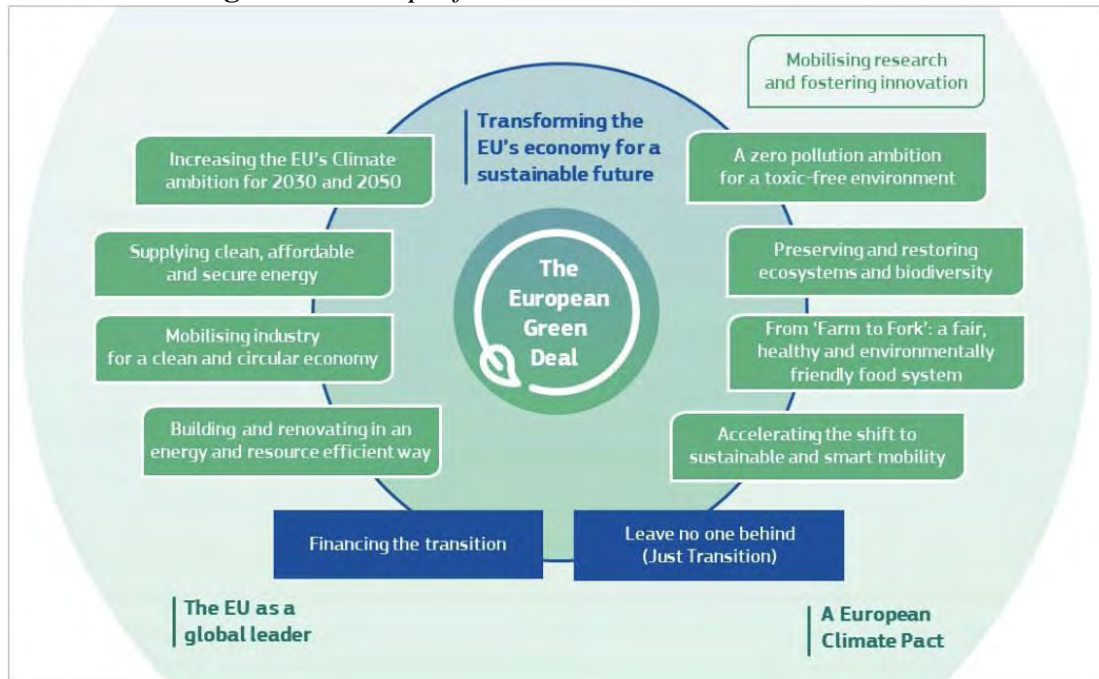 Mobilising research
and fostering innovation
Transforming the
EU's economy for a
sustainable future
Increasing the EU's Climate
ambition for 2030 and 2050
A zero pollution ambition
for a toxic-free environment
Supplying clean, affordable
and secure energy
Preserving and restoring
ecosystems and biodiversity
The
European
Green
Deal
Mobilising industry
for a clean and circular economy
From 'Farm to Fork': a fair,
healthy and environmentally
friendly food system
Building and renovating in an
energy and resource efficient way
Accelerating the shift to
sustainable and smart mobility
Financing the transition
Leave no one behind
(Just Transition)
The EU as a
global leader
A European
Climate Pact